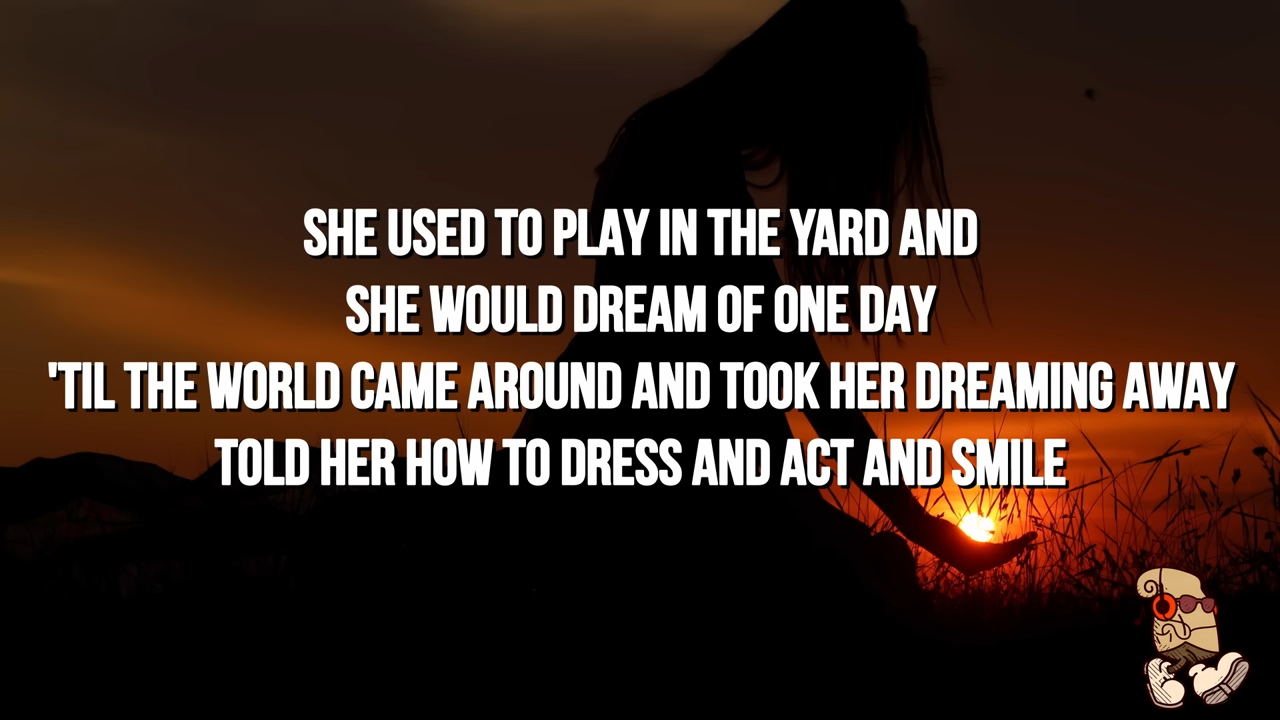 SHE USED TO PLAY IN THE YARD AND
SHE WOULD DREAM OF ONE DAY
'TIL THE WORLD CAME AROUND AND TOOK HER DREAMING AWAY
TOLD HER HOW TO DRESS AND ACT AND SMILE